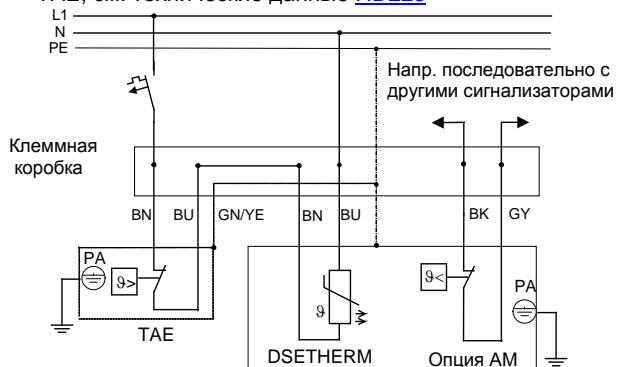 L1
N
PE
Напр. последовательно с
другими сигнализаторами
Клеммная
коробка
BN BU GN/YE BN BU BK GY
PA
ϑ>
TAE
ϑ
DSETHERM
ϑ<
PA
Опция AM